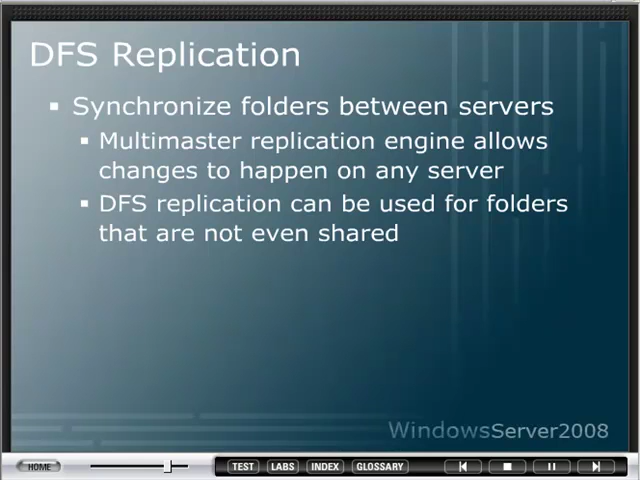 DFS Replication
▪ Synchronize folders between servers
▪ Multimaster replication engine allows
changes to happen on any server
▪ DFS replication can be used for folders
that are not even shared
WindowsServer2008
HOME TEST LABS INDEX GLOSSARY